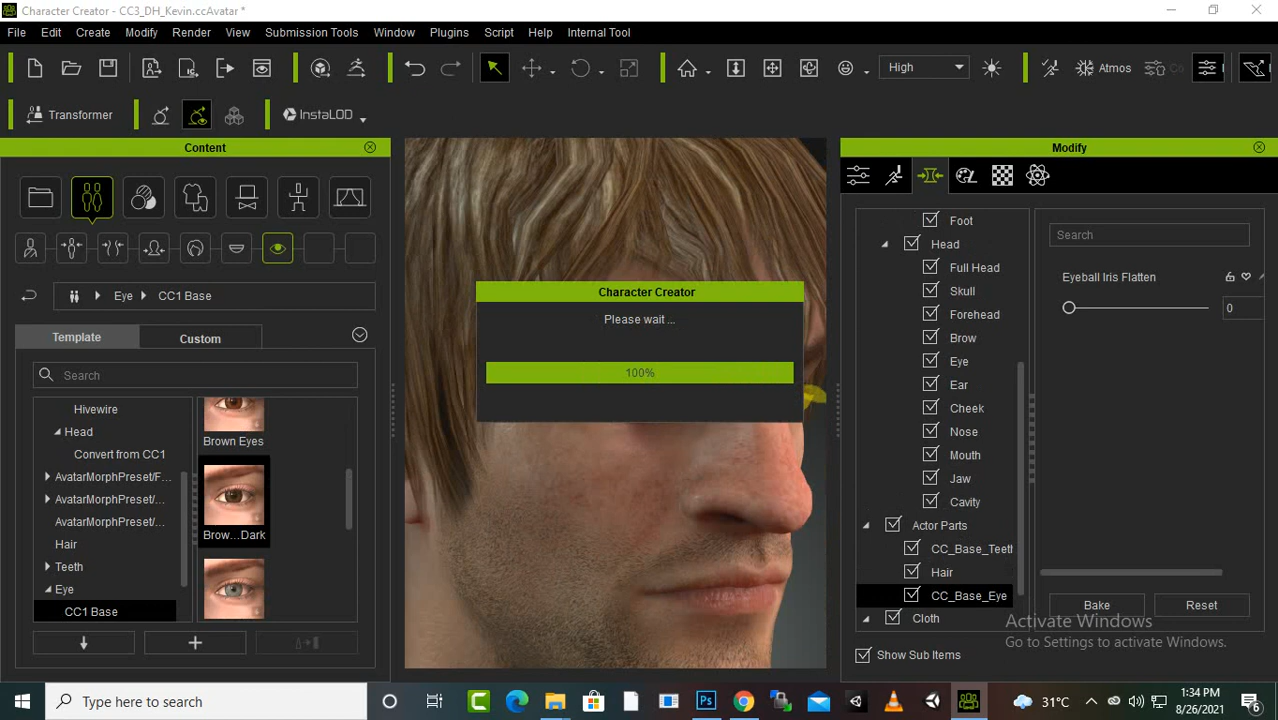 Character Creator - CC3_DH_Kevin.ccAvatar *
File Edit Create Modify Render View Submission Tools Window Plugins Script Help Internal Tool
High
Atmos
Transformer
InstaLOD
Content
Eye CC1 Base
Template Custom
Search
Hivewire
Head
Convert from CC1
AvatarMorphPreset/F...
AvatarMorphPreset/...
AvatarMorphPreset/...
Hair
Teeth
Eye
CC1 Base
Brown Eyes
Brow...Dark
Character Creator
Please wait ...
100%
Modify
Foot
Head
Full Head
Skull
Forehead
Brow
Eye
Ear
Cheek
Nose
Mouth
Jaw
Cavity
Actor Parts
CC_Base_Teeth
Hair
CC_Base_Eye
Cloth
Show Sub Items
Search
Eyeball Iris Flatten
0
Bake Reset
Activate Windows
Go to Settings to activate Windows.
Type here to search
Ps
31°C
1:34 PM
8/26/2021
6